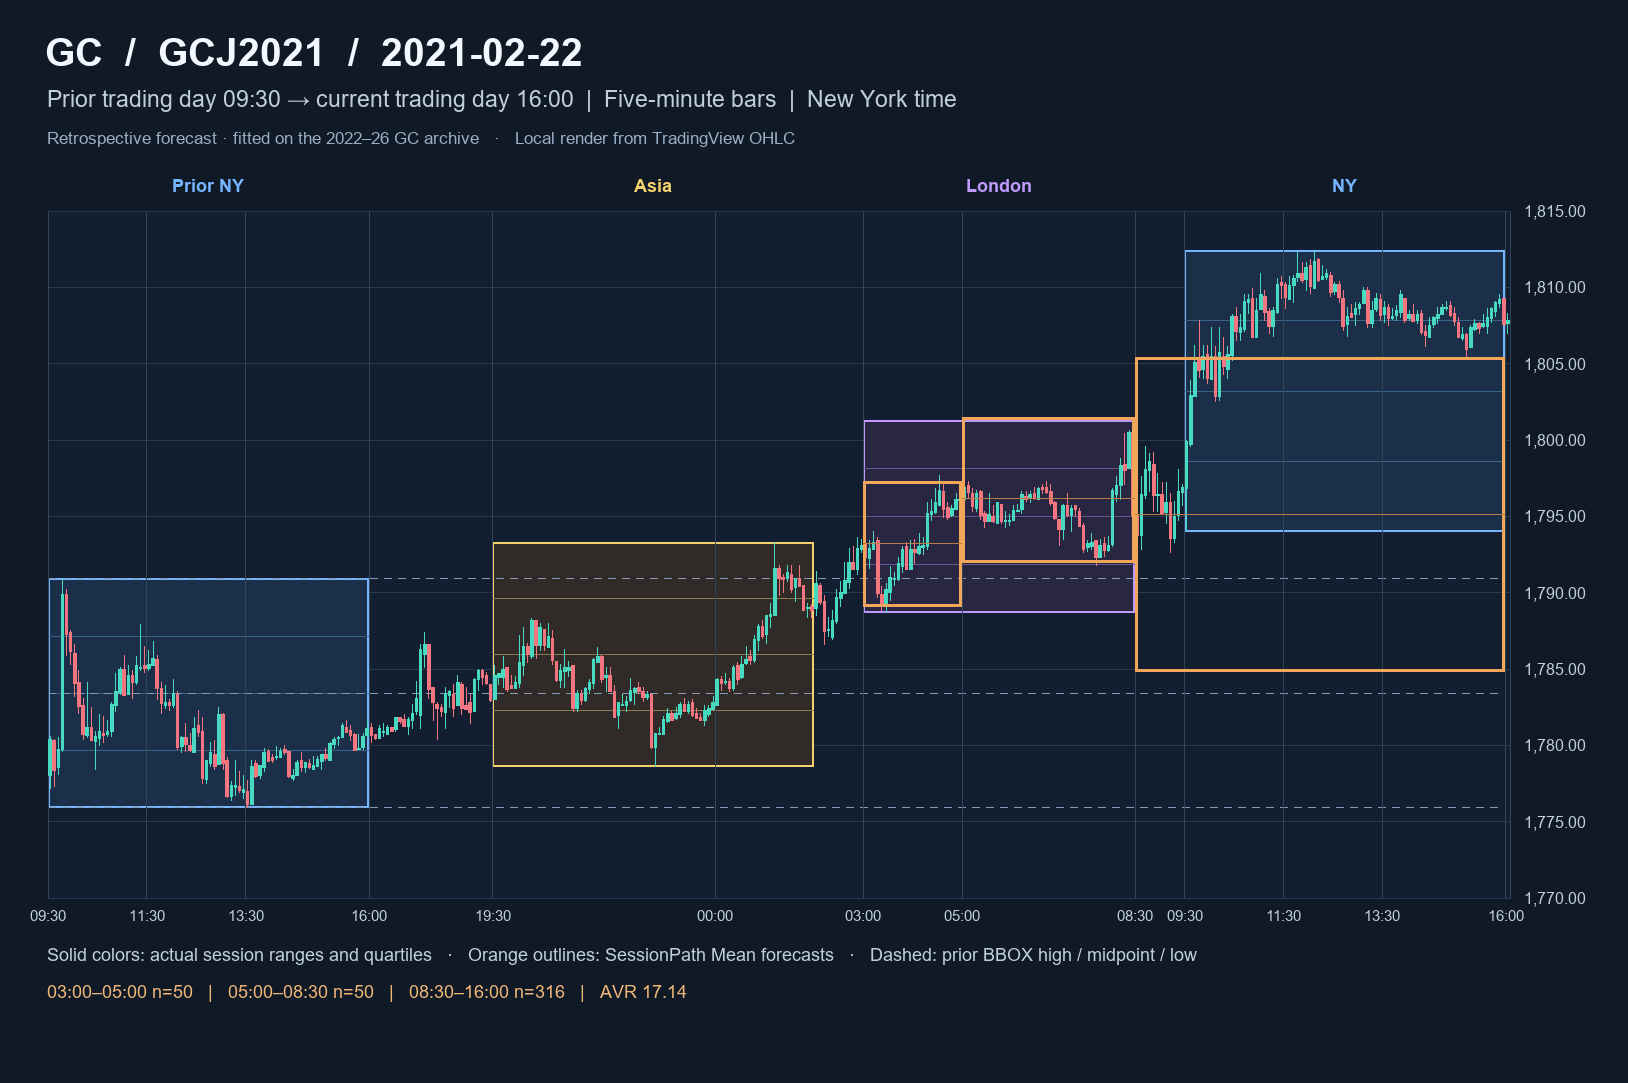 GC / GCJ2021 / 2021-02-22
Prior trading day 09:30 → current trading day 16:00 | Five-minute bars | New York time
Retrospective forecast · fitted on the 2022–26 GC archive · Local render from TradingView OHLC
Prior NY Asia London NY
1,815.00
1,810.00
1,805.00
1,800.00
1,795.00
1,790.00
1,785.00
1,780.00
1,775.00
1,770.00
09:30 11:30 13:30 16:00 19:30 00:00 03:00 05:00 08:30 09:30 11:30 13:30 16:00
Solid colors: actual session ranges and quartiles · Orange outlines: SessionPath Mean forecasts · Dashed: prior BBOX high / midpoint / low
03:00–05:00 n=50 | 05:00–08:30 n=50 | 08:30–16:00 n=316 | AVR 17.14